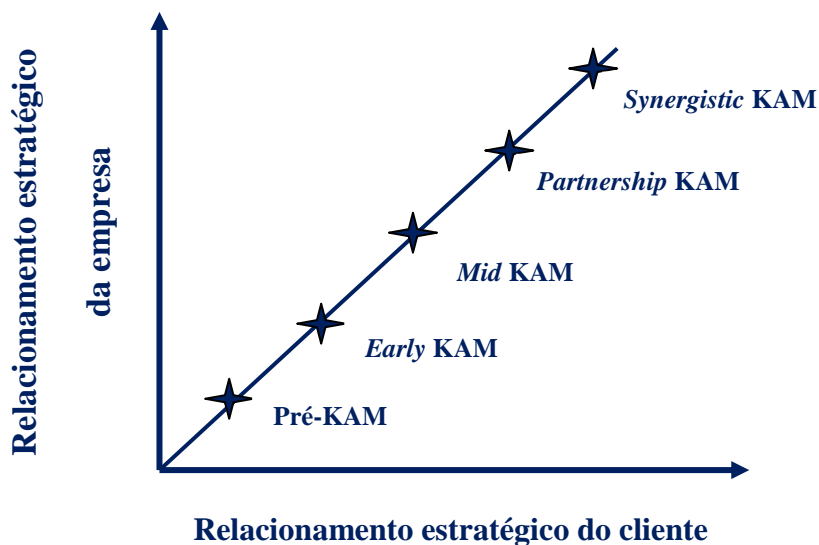 Relacionamento estratégico
da empresa
Synergistic KAM
Partnership KAM
Mid KAM
Early KAM
Pré-KAM
Relacionamento estratégico do cliente